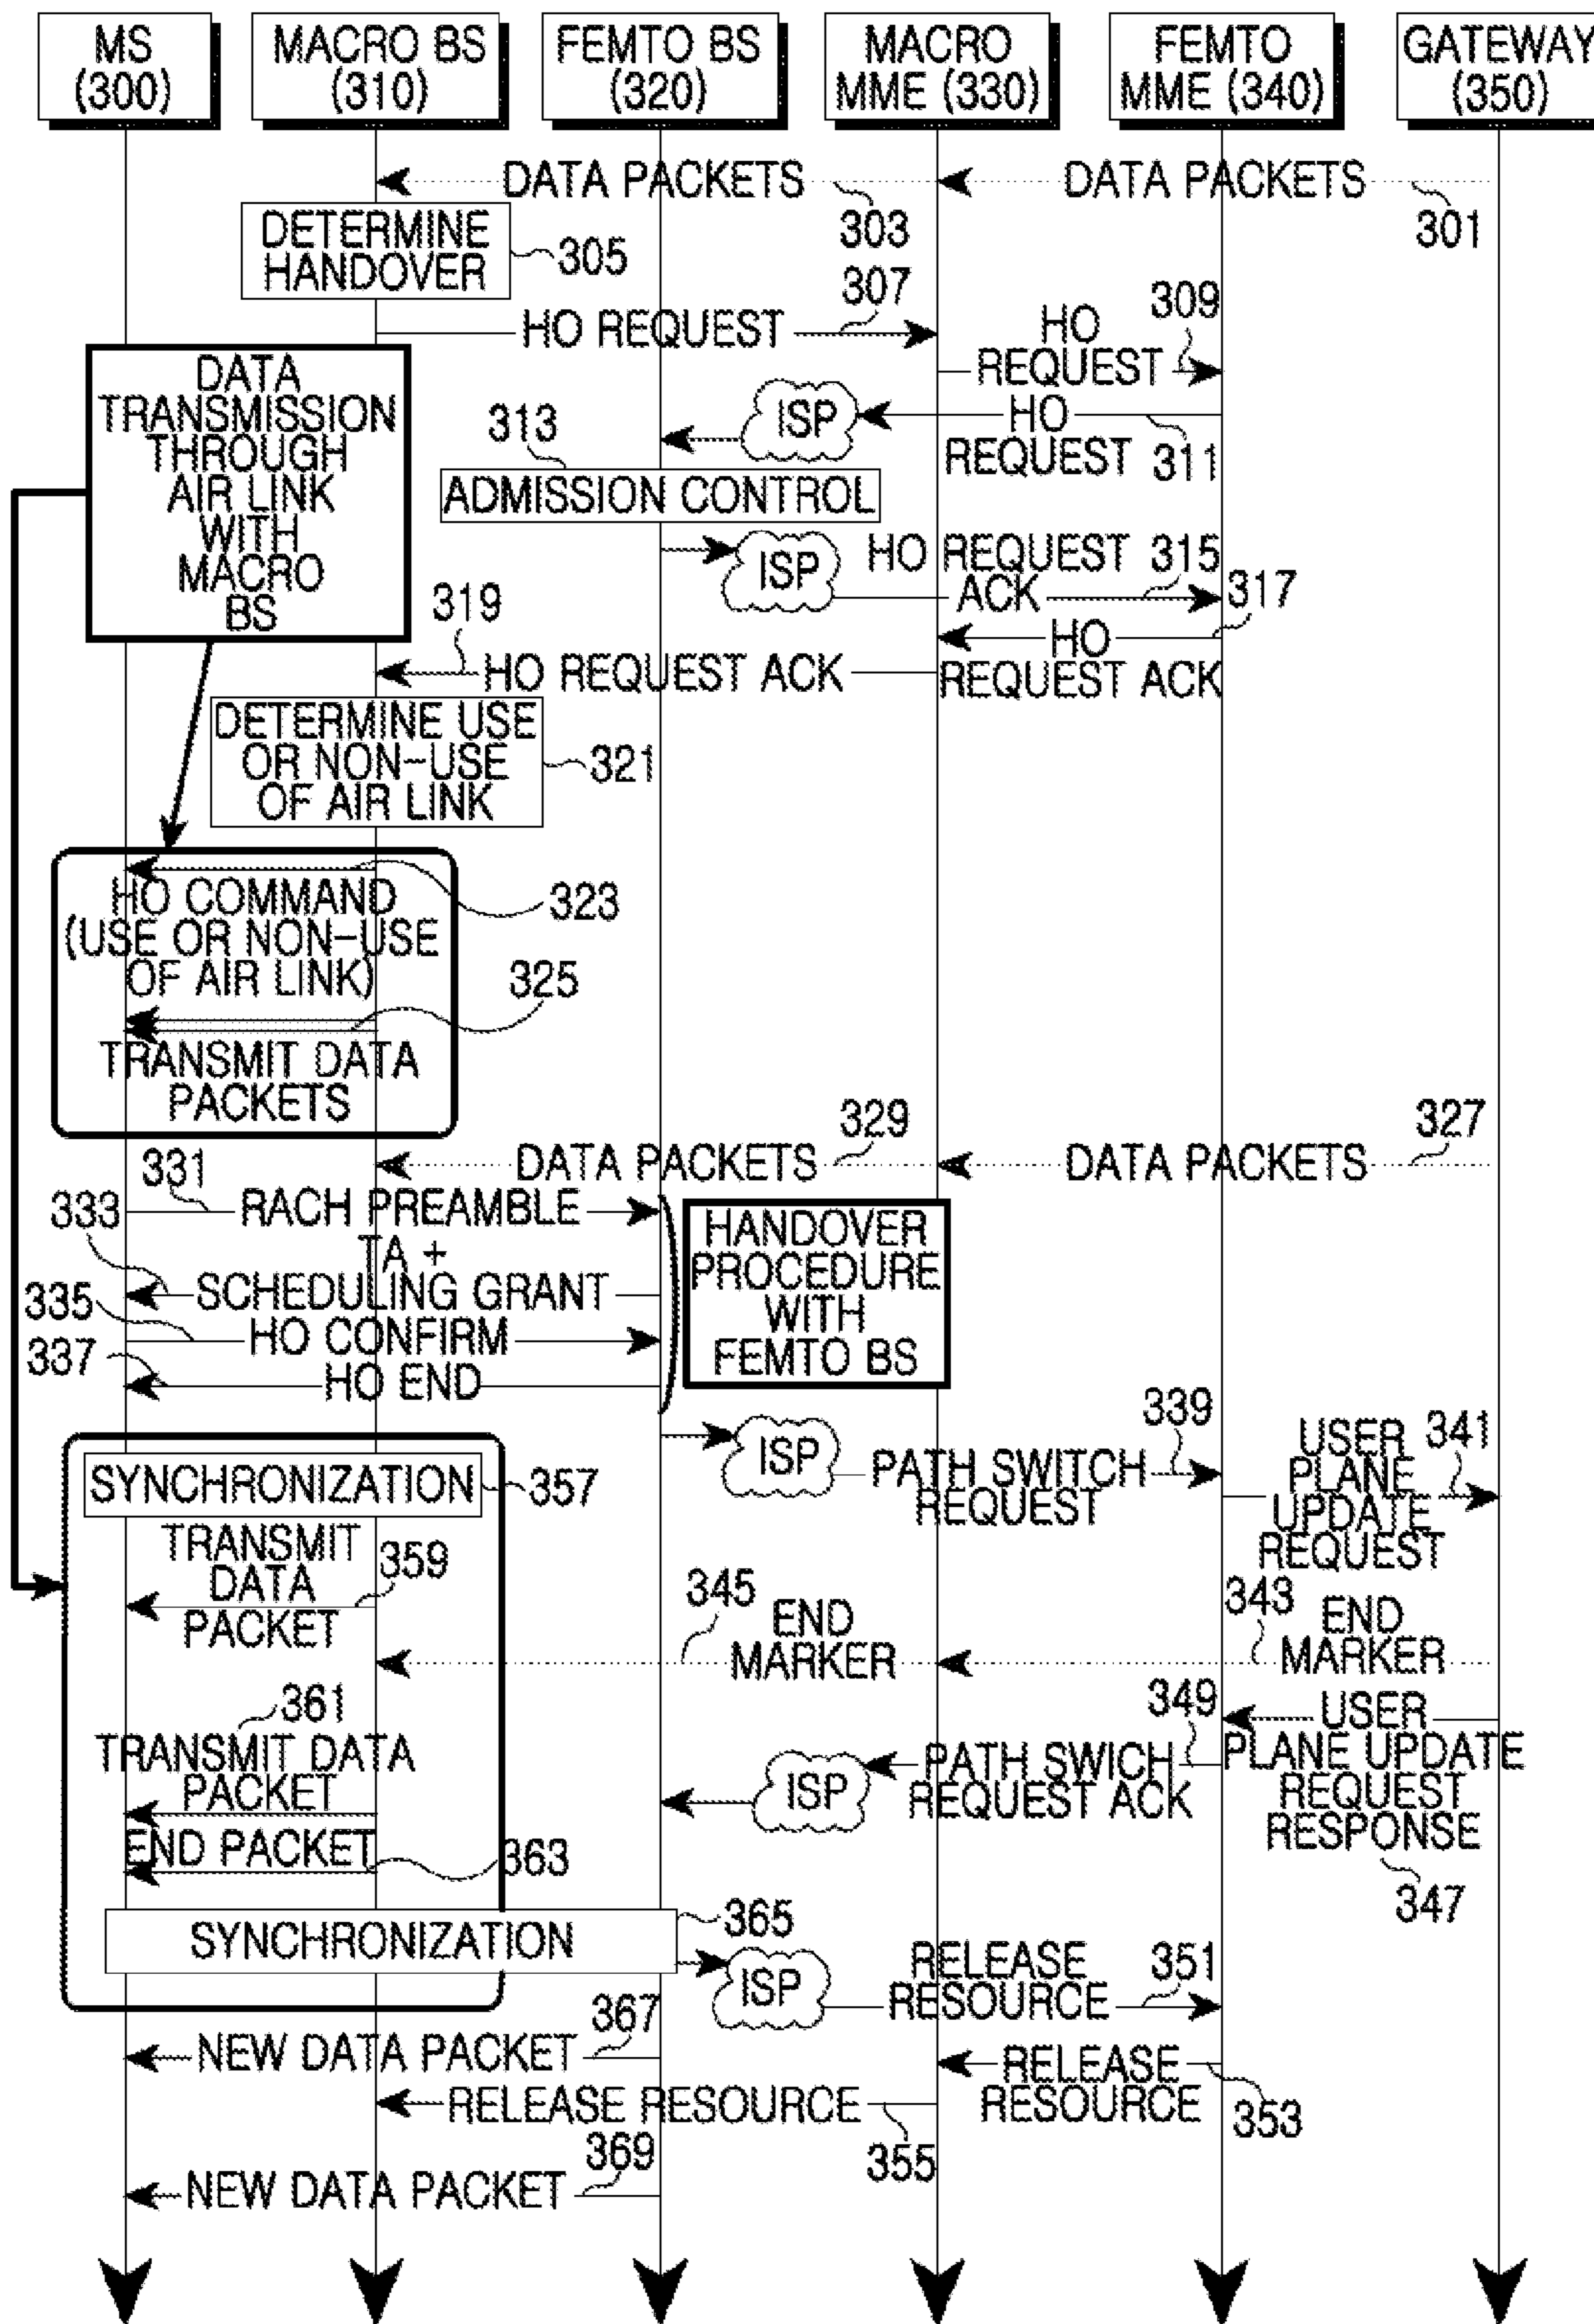 MS
(300)
MACRO BS
(310)
FEMTO BS
(320)
MACRO
MME (330)
FEMTO
MME (340)
GATEWAY
(350)
DATA PACKETS
303
DATA PACKETS
301
DETERMINE
HANDOVER
305
307
HO REQUEST
309
HO
REQUEST
DATA
TRANSMISSION
THROUGH
AIR LINK
WITH
MACRO
BS
ISP
HO
REQUEST
311
313
ADMISSION CONTROL
ISP
HO REQUEST
ACK
315
317
HO
REQUEST ACK
319
HO REQUEST ACK
DETERMINE USE
OR NON-USE
OF AIR LINK
321
HO COMMAND
(USE OR NON-USE
OF AIR LINK)
323
325
TRANSMIT DATA
PACKETS
329
DATA PACKETS
327
DATA PACKETS
331
RACH PREAMBLE
333
TA +
SCHEDULING GRANT
335
HO CONFIRM
337
HO END
HANDOVER
PROCEDURE
WITH
FEMTO BS
ISP
339
PATH SWITCH
REQUEST
USER
PLANE
UPDATE
REQUEST
341
SYNCHRONIZATION
357
TRANSMIT
DATA
PACKET
359
345
END
MARKER
343
END
MARKER
361
TRANSMIT DATA
PACKET
349
PATH SWICH
REQUEST ACK
ISP
USER
PLANE UPDATE
REQUEST
RESPONSE
347
END PACKET
363
SYNCHRONIZATION
365
ISP
RELEASE
RESOURCE
351
367
NEW DATA PACKET
RELEASE
RESOURCE
353
RELEASE RESOURCE
355
369
NEW DATA PACKET